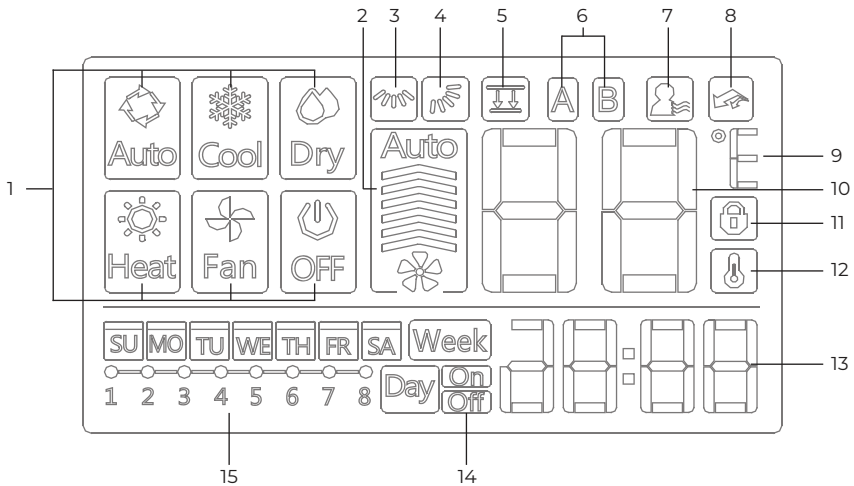 2 3 4 5 6 7 8
1
Auto Cool Dry
Auto
A B
9
10
11
12
Heat Fan OFF
SU MO TU WE TH FR SA Week
1 2 3 4 5 6 7 8
Day On
Off
88:88
13
15 14